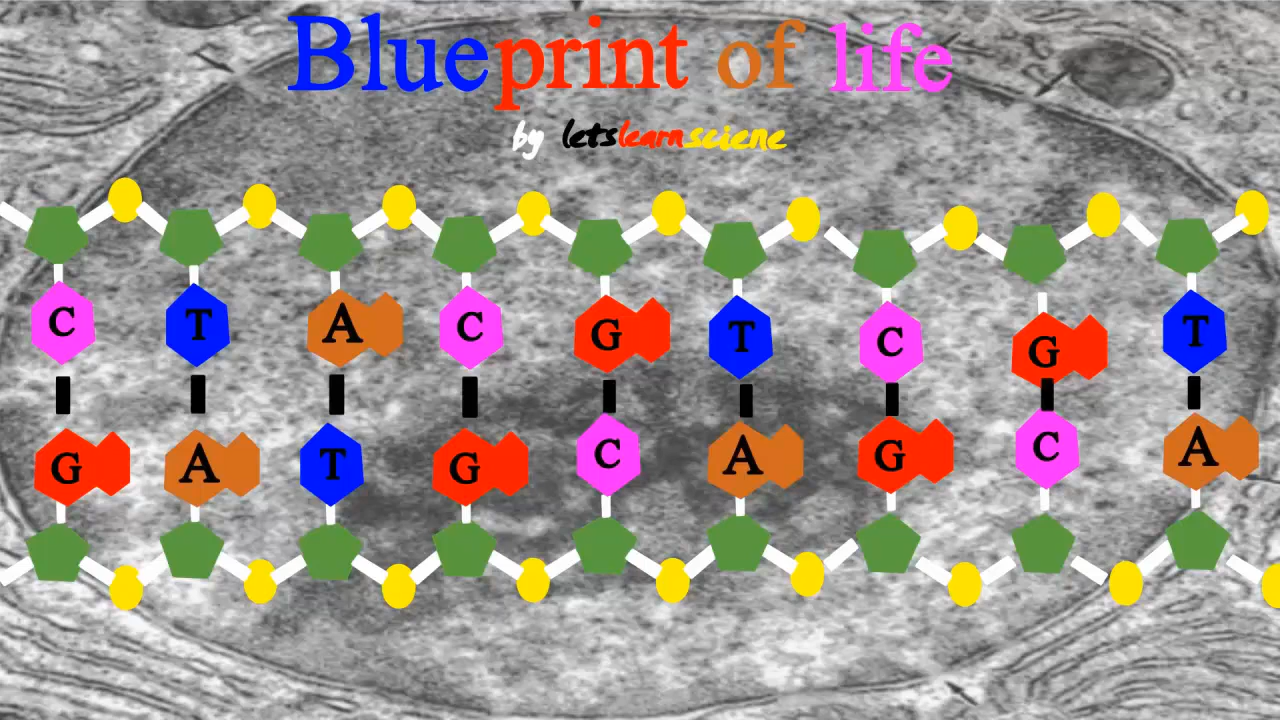 Blueprint of life
by letslearnsciene
C T A C G T C G T
G A T G C A G C A